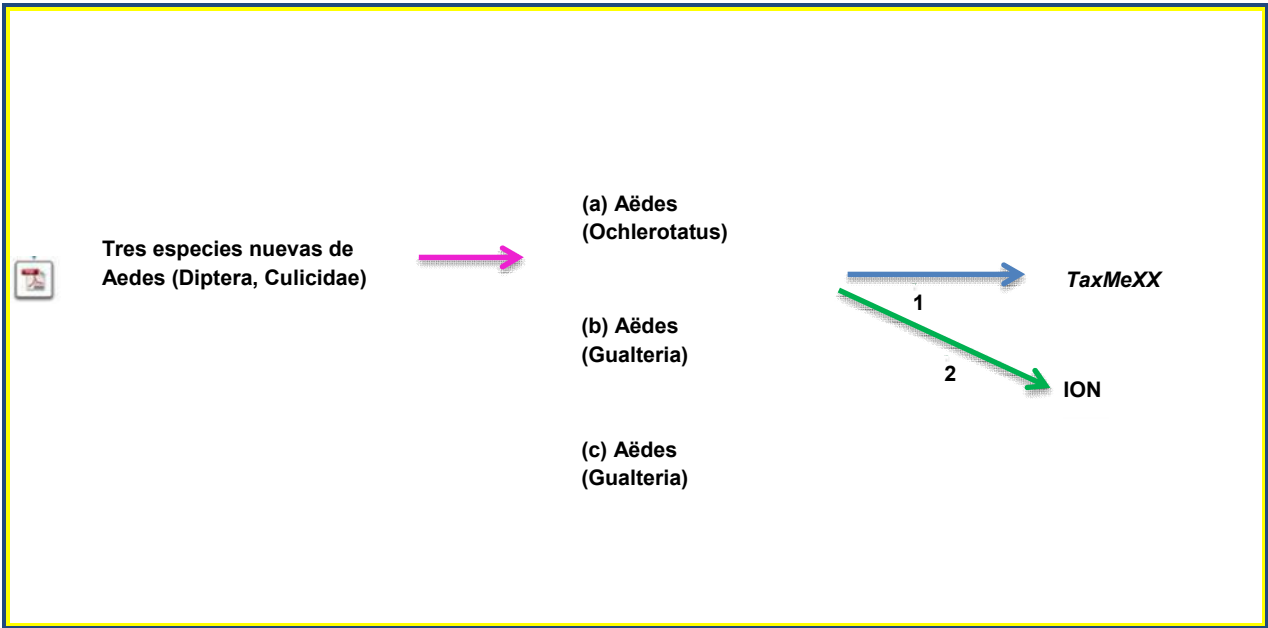 Tres especies nuevas de
Aedes (Diptera, Culicidae)
(a) Aëdes
(Ochlerotatus)
(b) Aëdes
(Gualteria)
(c) Aëdes
(Gualteria)
1
TaxMeXX
2
ION